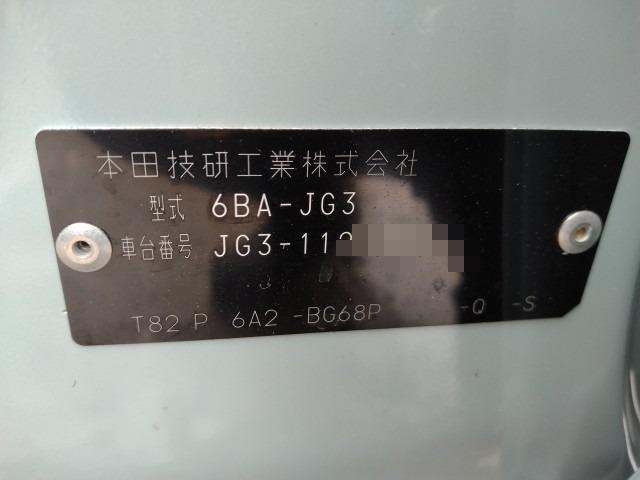 本田技研工業株式会社
型式 6BA-JG3
車台番号 JG3-11
T82 P 6A2 -BG68P -Q -S